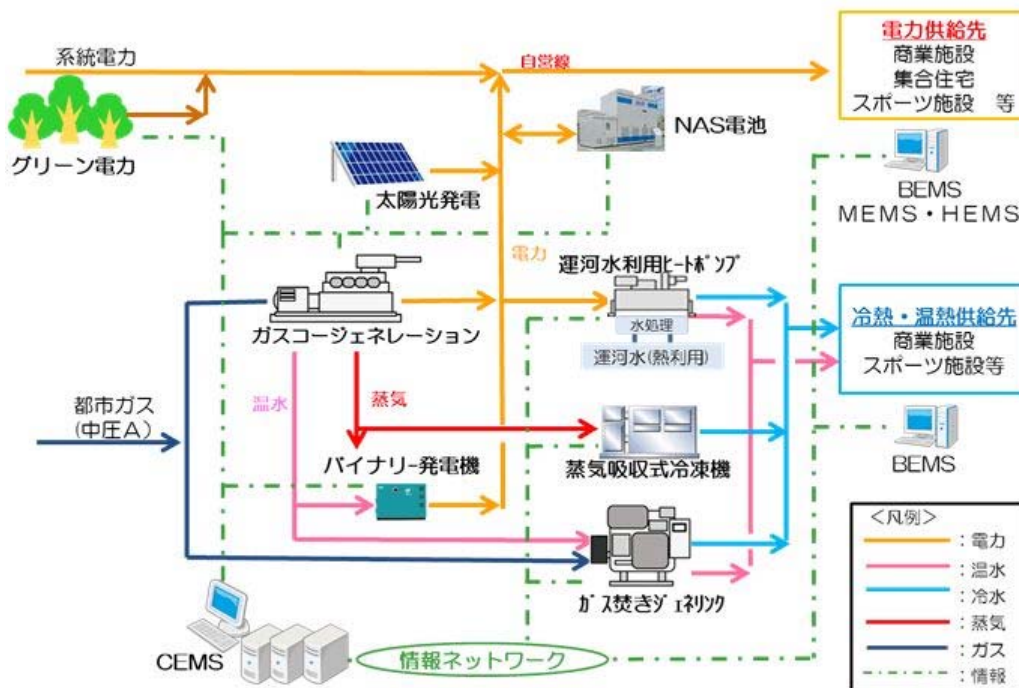 系統電力
自営線
電力供給先
商業施設
集合住宅
スポーツ施設　等
グリーン電力
NAS電池
太陽光発電
BEMS
MEMS・HEMS
電力
運河水利用ﾋｰﾄﾎﾟﾝﾌﾟ
水処理
運河水(熱利用)
ガスコージェネレーション
冷熱・温熱供給先
商業施設
スポーツ施設等
温水
蒸気
都市ガス
(中圧A)
バイナリｰ発電機
蒸気吸収式冷凍機
BEMS
ｶﾞｽ焚きｼﾞｪﾈﾘﾝｸ
CEMS
情報ネットワーク
＜凡例＞
：電力
：温水
：冷水
：蒸気
：ガス
：情報